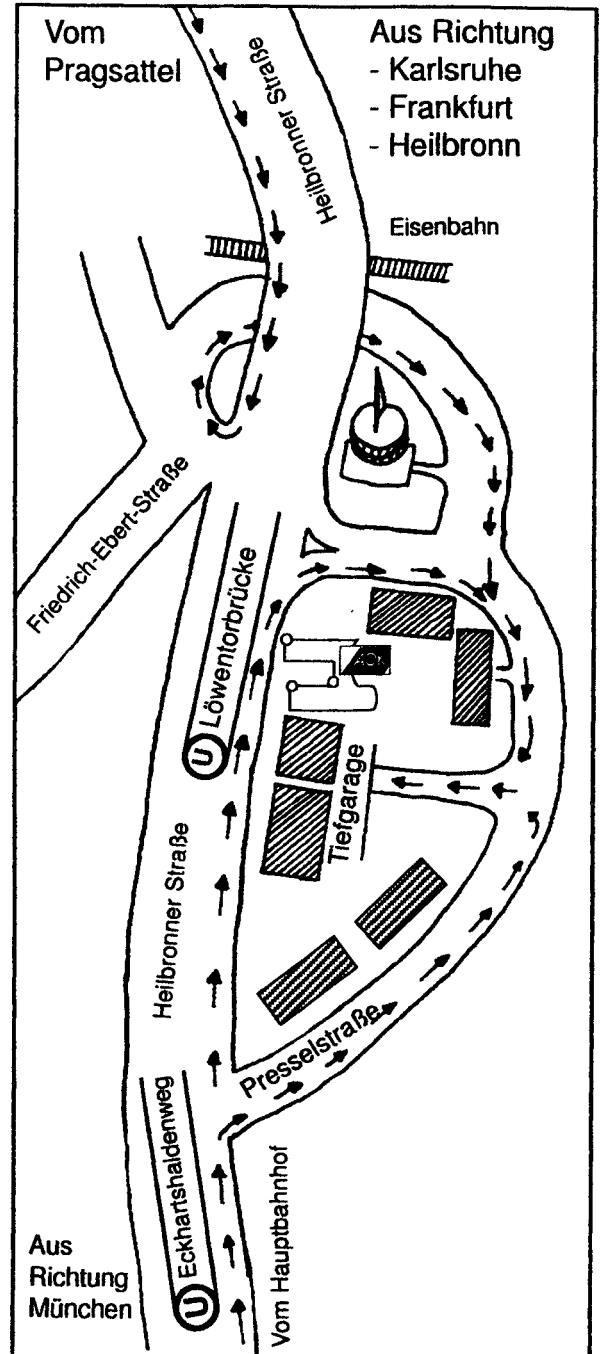 Vom
Pragsattel
Aus Richtung
- Karlsruhe
- Frankfurt
- Heilbronn
Heilbronner Straße
Eisenbahn
Friedrich-Ebert-Straße
Löwentorbrücke
U
Tiefgarage
Heilbronner Straße
Presselstraße
Eckhartshaldenweg
U
Vom Hauptbahnhof
Aus
Richtung
München